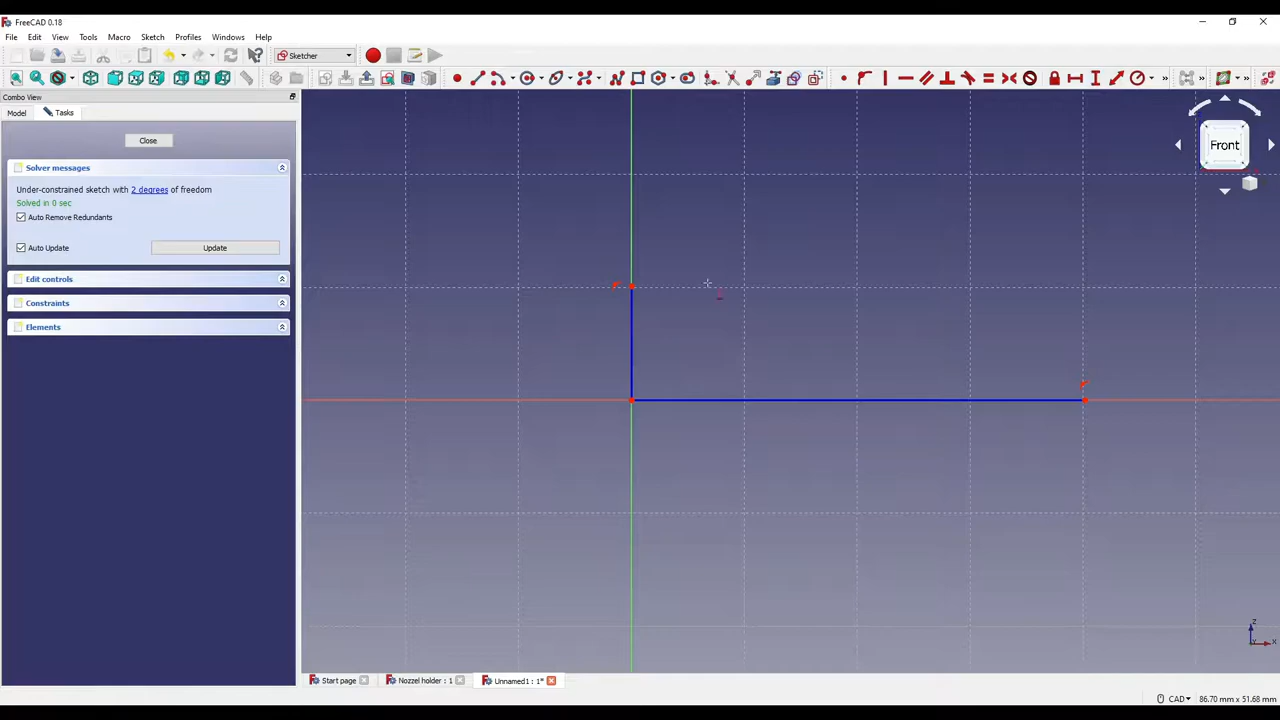 FreeCAD 0.18
File Edit View Tools Macro Sketch Profiles Windows Help
Sketcher
Combo View
Model Tasks
Close
Solver messages
Under-constrained sketch with 2 degrees of freedom
Solved in 0 sec
Auto Remove Redundants
Auto Update Update
Edit controls
Constraints
Elements
Front
Z
X
Start page Nozzel holder : 1 Unnamed1 : 1*
CAD 86.70 mm x 51.68 mm